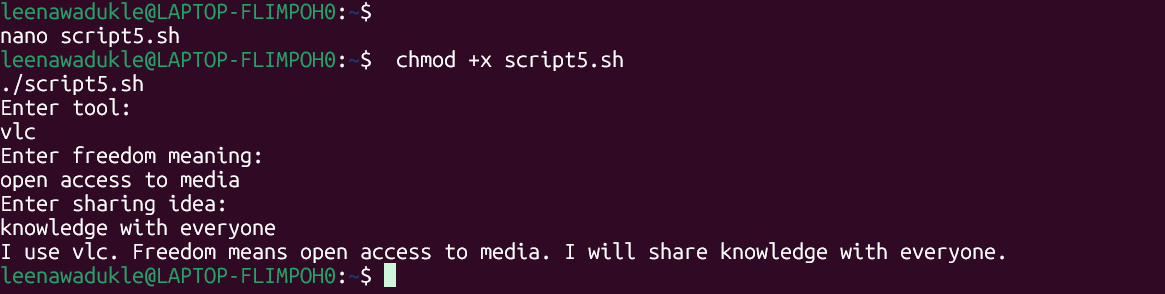 leenawadukle@LAPTOP-FLIMPOH0:~$
nano script5.sh
leenawadukle@LAPTOP-FLIMPOH0:~$  chmod +x script5.sh
./script5.sh
Enter tool:
vlc
Enter freedom meaning:
open access to media
Enter sharing idea:
knowledge with everyone
I use vlc. Freedom means open access to media. I will share knowledge with everyone.
leenawadukle@LAPTOP-FLIMPOH0:~$